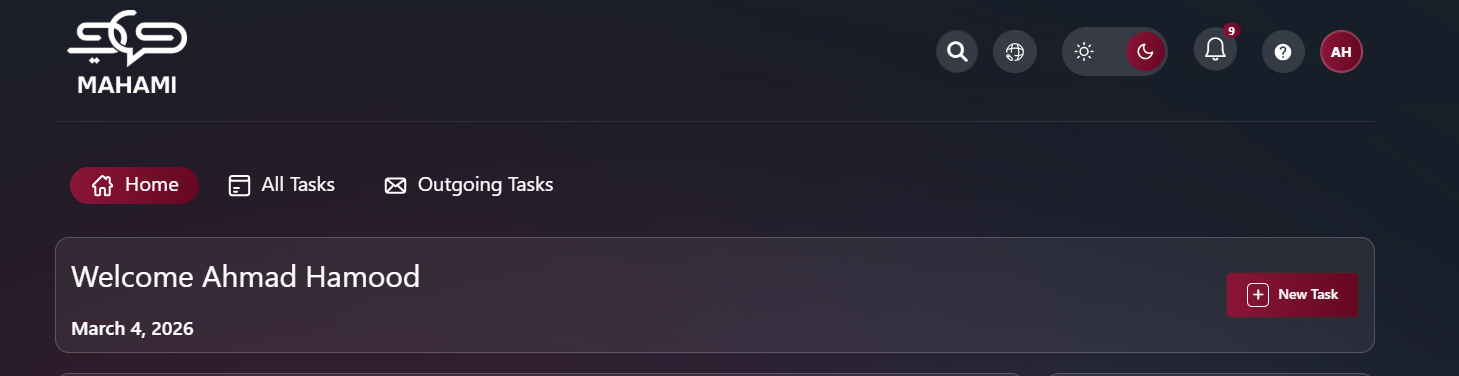 MAHAMI
9
AH
Home
All Tasks
Outgoing Tasks
Welcome Ahmad Hamood
New Task
March 4, 2026